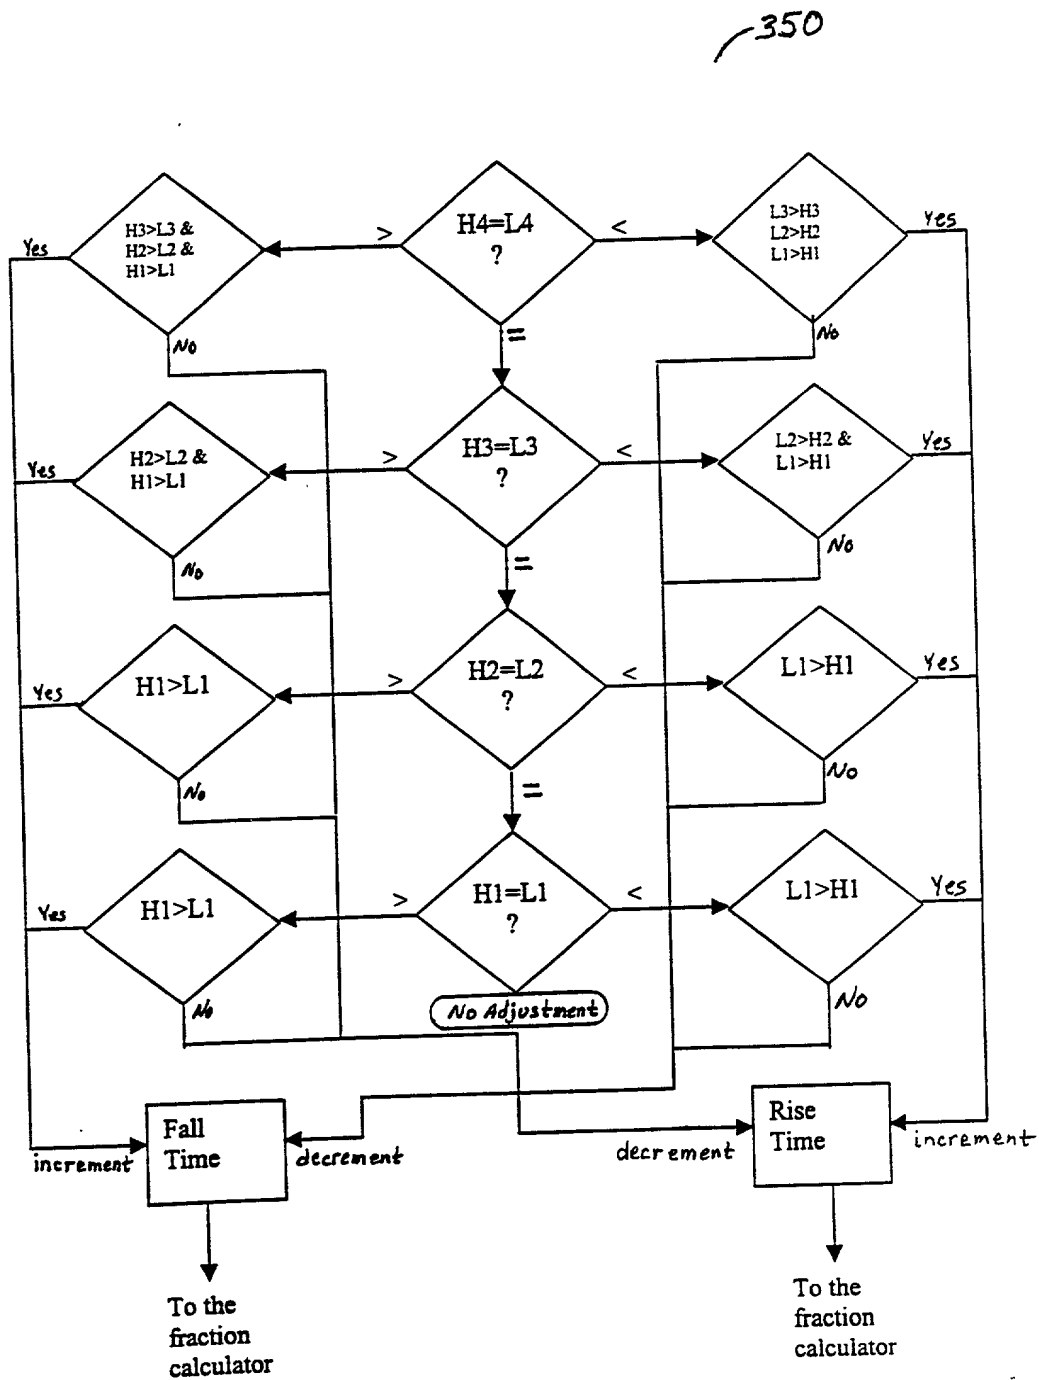 350
H3>L3 &
H2>L2 &
H1>L1
H4=L4
?
L3>H3
L2>H2
L1>H1
Yes
>
<
Yes
No
=
No
H2>L2 &
H1>L1
H3=L3
?
L2>H2 &
L1>H1
Yes
>
<
Yes
No
=
No
H1>L1
H2=L2
?
L1>H1
Yes
>
<
Yes
No
=
No
H1>L1
H1=L1
?
L1>H1
Yes
>
<
Yes
No
No Adjustment
No
Fall
Time
Rise
Time
increment
decrement
decrement
increment
To the
fraction
calculator
To the
fraction
calculator